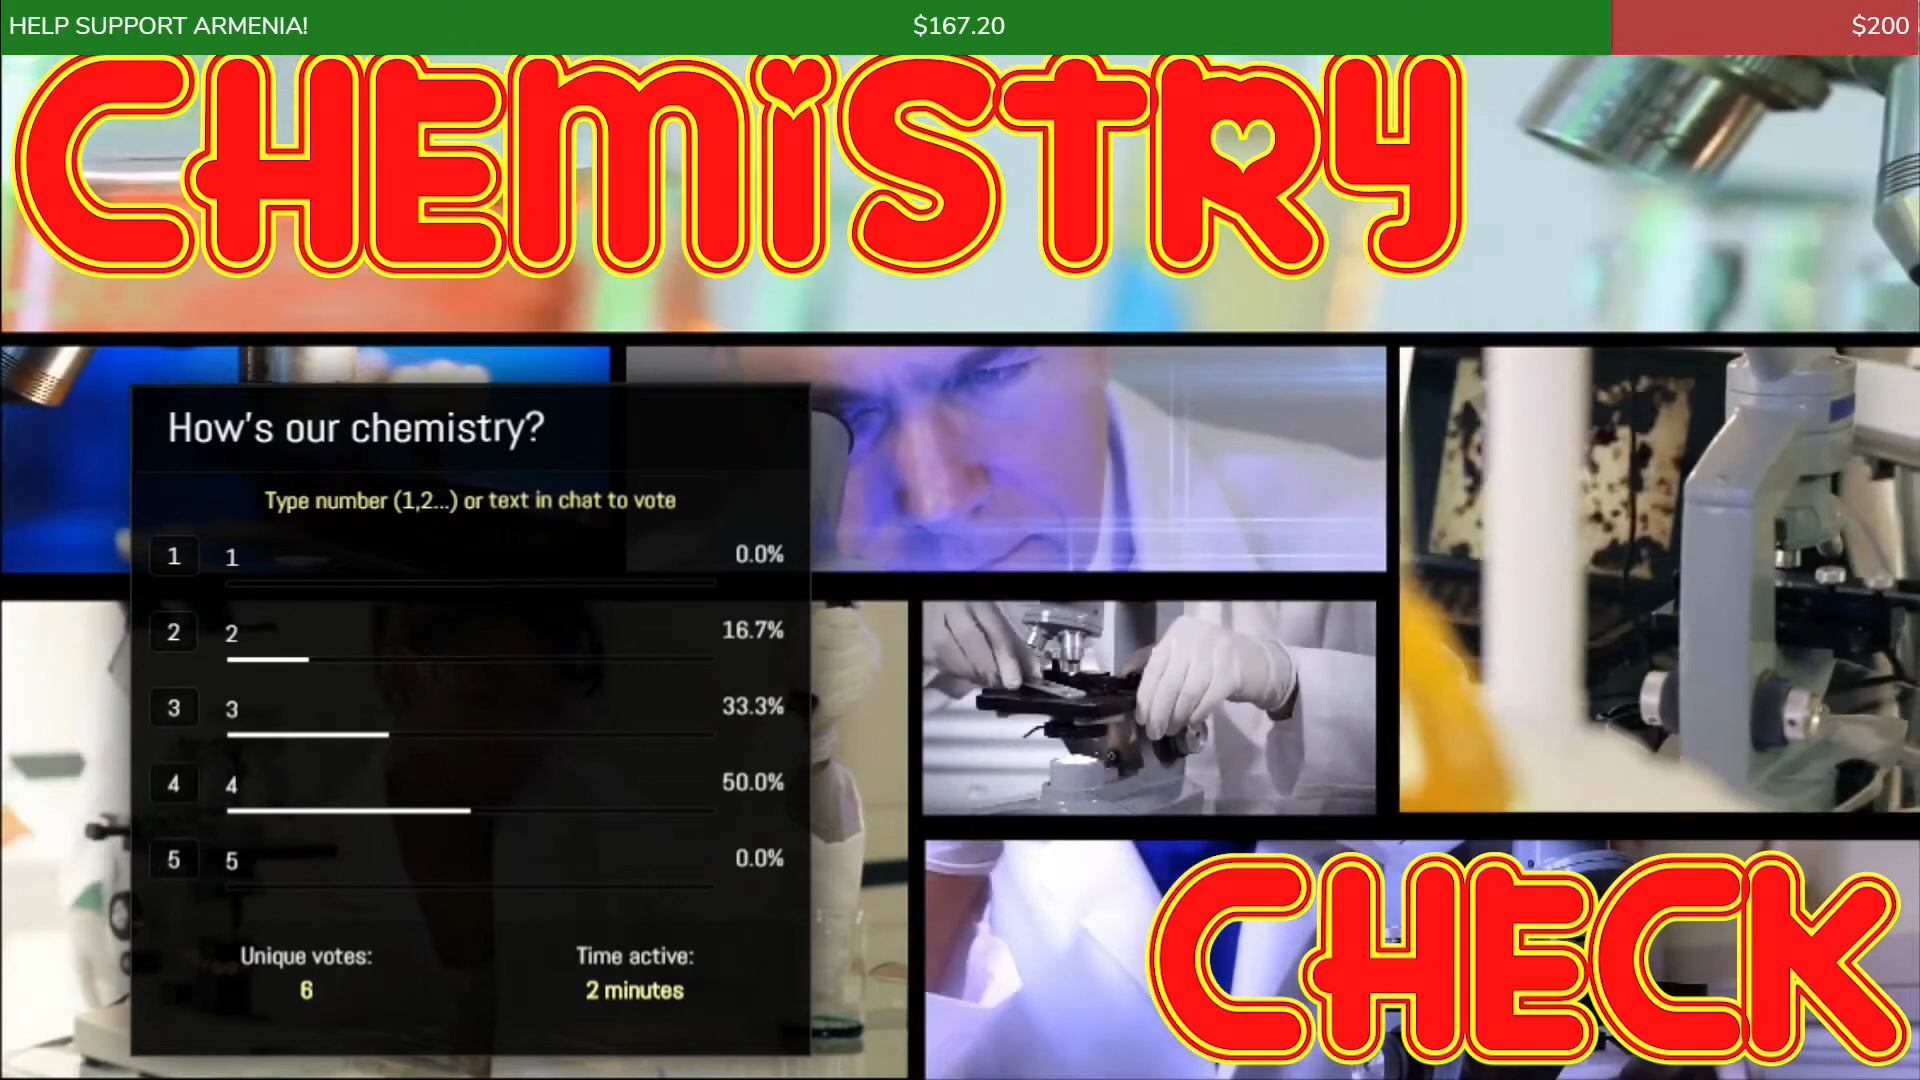 HELP SUPPORT ARMENIA! $167.20 $200
CHEMiSTRY
How's our chemistry?
Type number (1,2...) or text in chat to vote
1 1 0.0%
2 2 16.7%
3 3 33.3%
4 4 50.0%
5 5 0.0%
Unique votes: Time active:
6 2 minutes
CHECK